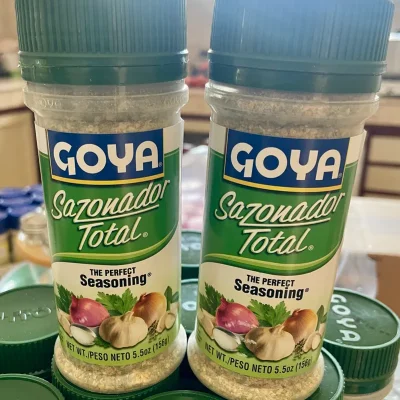 GOYA®
Sazonador
Total®
THE PERFECT
Seasoning®
NET WT./PESO NETO 5.5oz (156g)
GOYA®
Sazonador
Total®
THE PERFECT
Seasoning®
NET WT./PESO NETO 5.5oz (156g)
GOYA